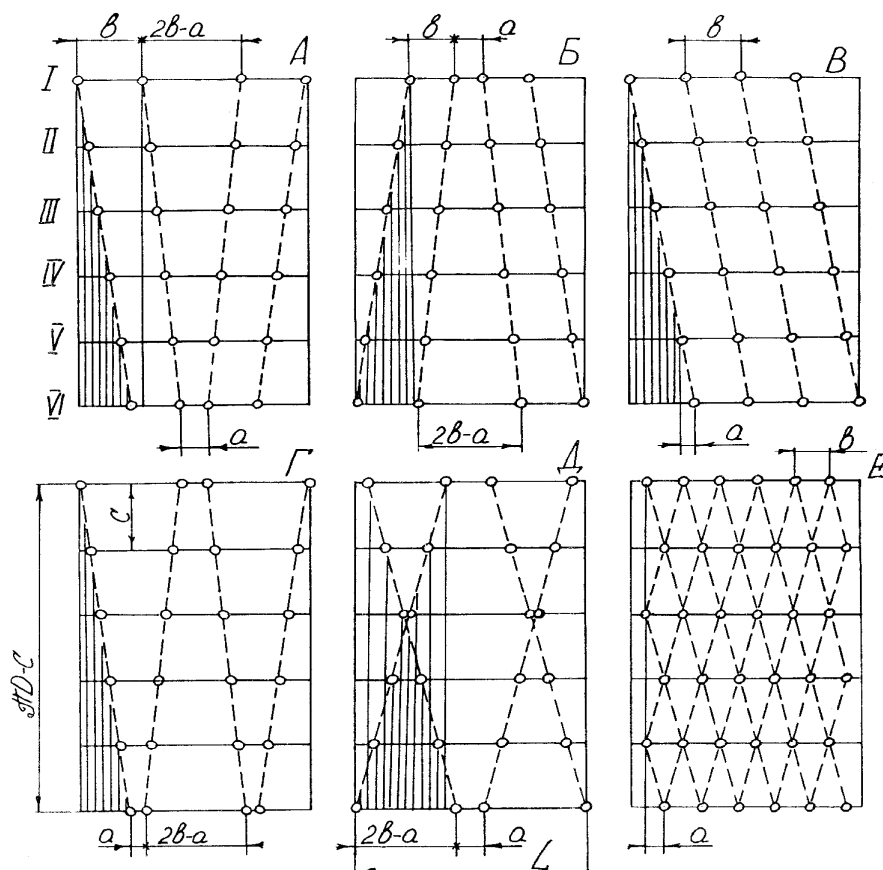 в 2в-а А в а Б в В
I
II
III
IV
V
VI
а 2в-а а
Г Д в Е
с
πD-c
а 2в-а 2в-а а L а